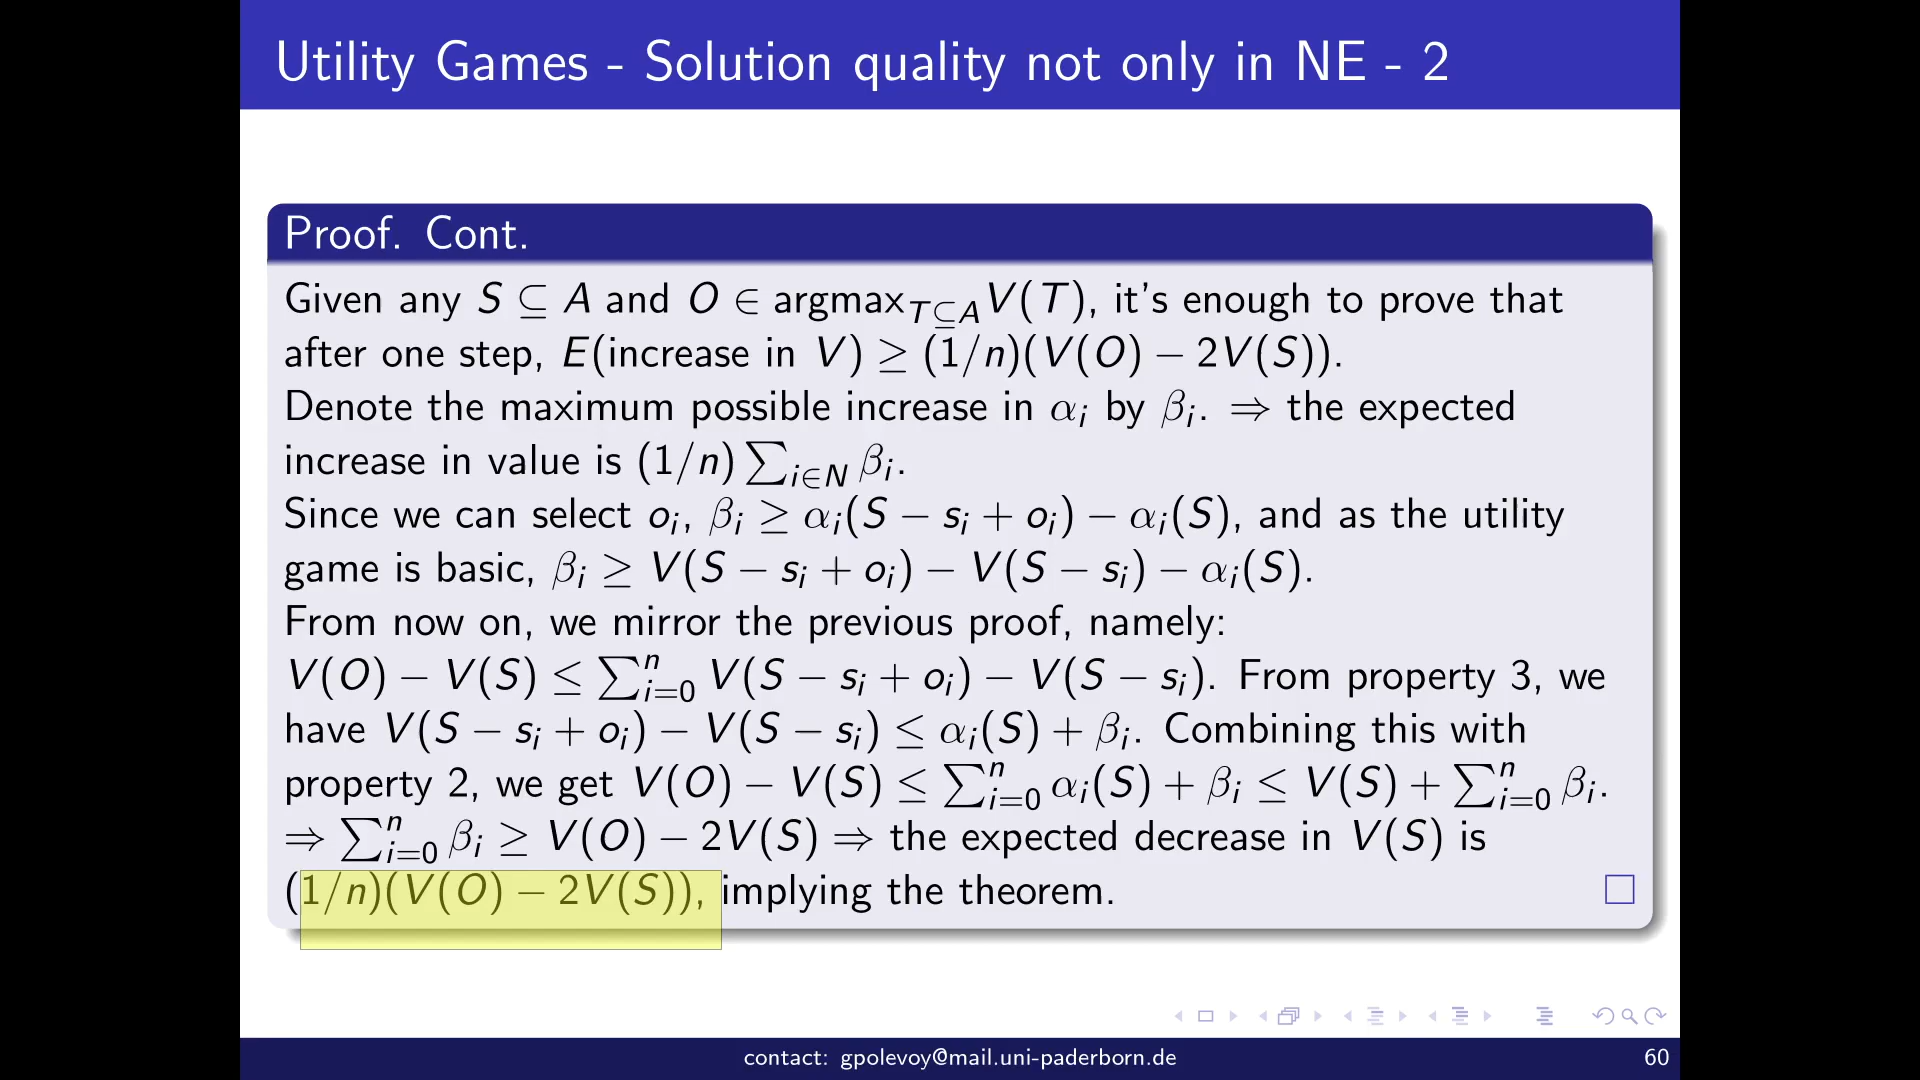 Utility Games - Solution quality not only in NE - 2
Proof. Cont.
Given any S ⊆ A and O ∈ argmax_{T⊆A} V(T), it's enough to prove that
after one step, E(increase in V) ≥ (1/n)(V(O) − 2V(S)).
Denote the maximum possible increase in α_i by β_i. ⇒ the expected
increase in value is (1/n) ∑_{i∈N} β_i.
Since we can select o_i, β_i ≥ α_i(S − s_i + o_i) − α_i(S), and as the utility
game is basic, β_i ≥ V(S − s_i + o_i) − V(S − s_i) − α_i(S).
From now on, we mirror the previous proof, namely:
V(O) − V(S) ≤ ∑_{i=0}^{n} V(S − s_i + o_i) − V(S − s_i). From property 3, we
have V(S − s_i + o_i) − V(S − s_i) ≤ α_i(S) + β_i. Combining this with
property 2, we get V(O) − V(S) ≤ ∑_{i=0}^{n} α_i(S) + β_i ≤ V(S) + ∑_{i=0}^{n} β_i.
⇒ ∑_{i=0}^{n} β_i ≥ V(O) − 2V(S) ⇒ the expected decrease in V(S) is
(1/n)(V(O) − 2V(S)), implying the theorem. □
contact: gpolevoy@mail.uni-paderborn.de 60